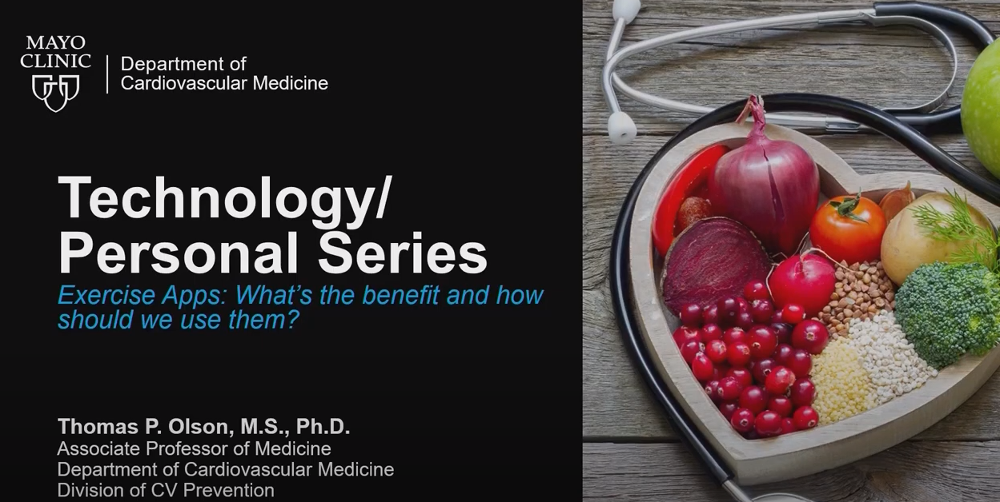 MAYO
CLINIC
Department of
Cardiovascular Medicine
Technology/
Personal Series
Exercise Apps: What's the benefit and how
should we use them?
Thomas P. Olson, M.S., Ph.D.
Associate Professor of Medicine
Department of Cardiovascular Medicine
Division of CV Prevention